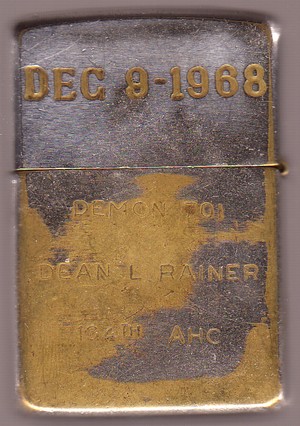 DEC 9-1968
DEMON 701
DEAN L RAINER
134TH AHC